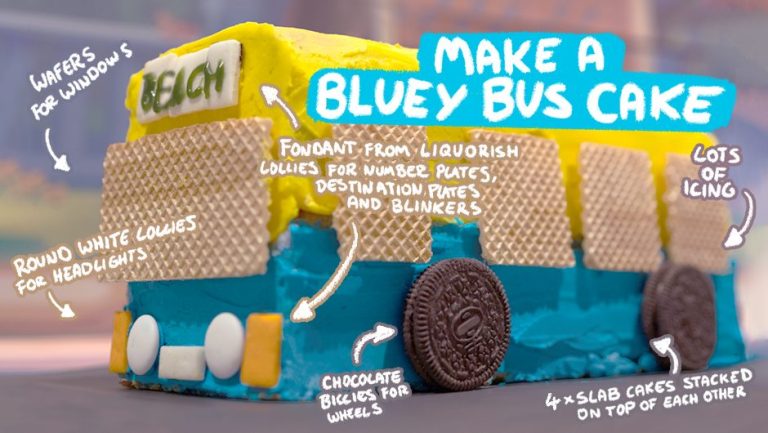 MAKE A
BLUEY BUS CAKE
WAFERS
FOR WINDOWS
BEACH
FONDANT FROM LIQUORISH
LOLLIES FOR NUMBER PLATES,
DESTINATION PLATES
AND BLINKERS
LOTS
OF
ICING
ROUND WHITE LOLLIES
FOR HEADLIGHTS
CHOCOLATE
BICCIES FOR
WHEELS
4 x SLAB CAKES STACKED
ON TOP OF EACH OTHER